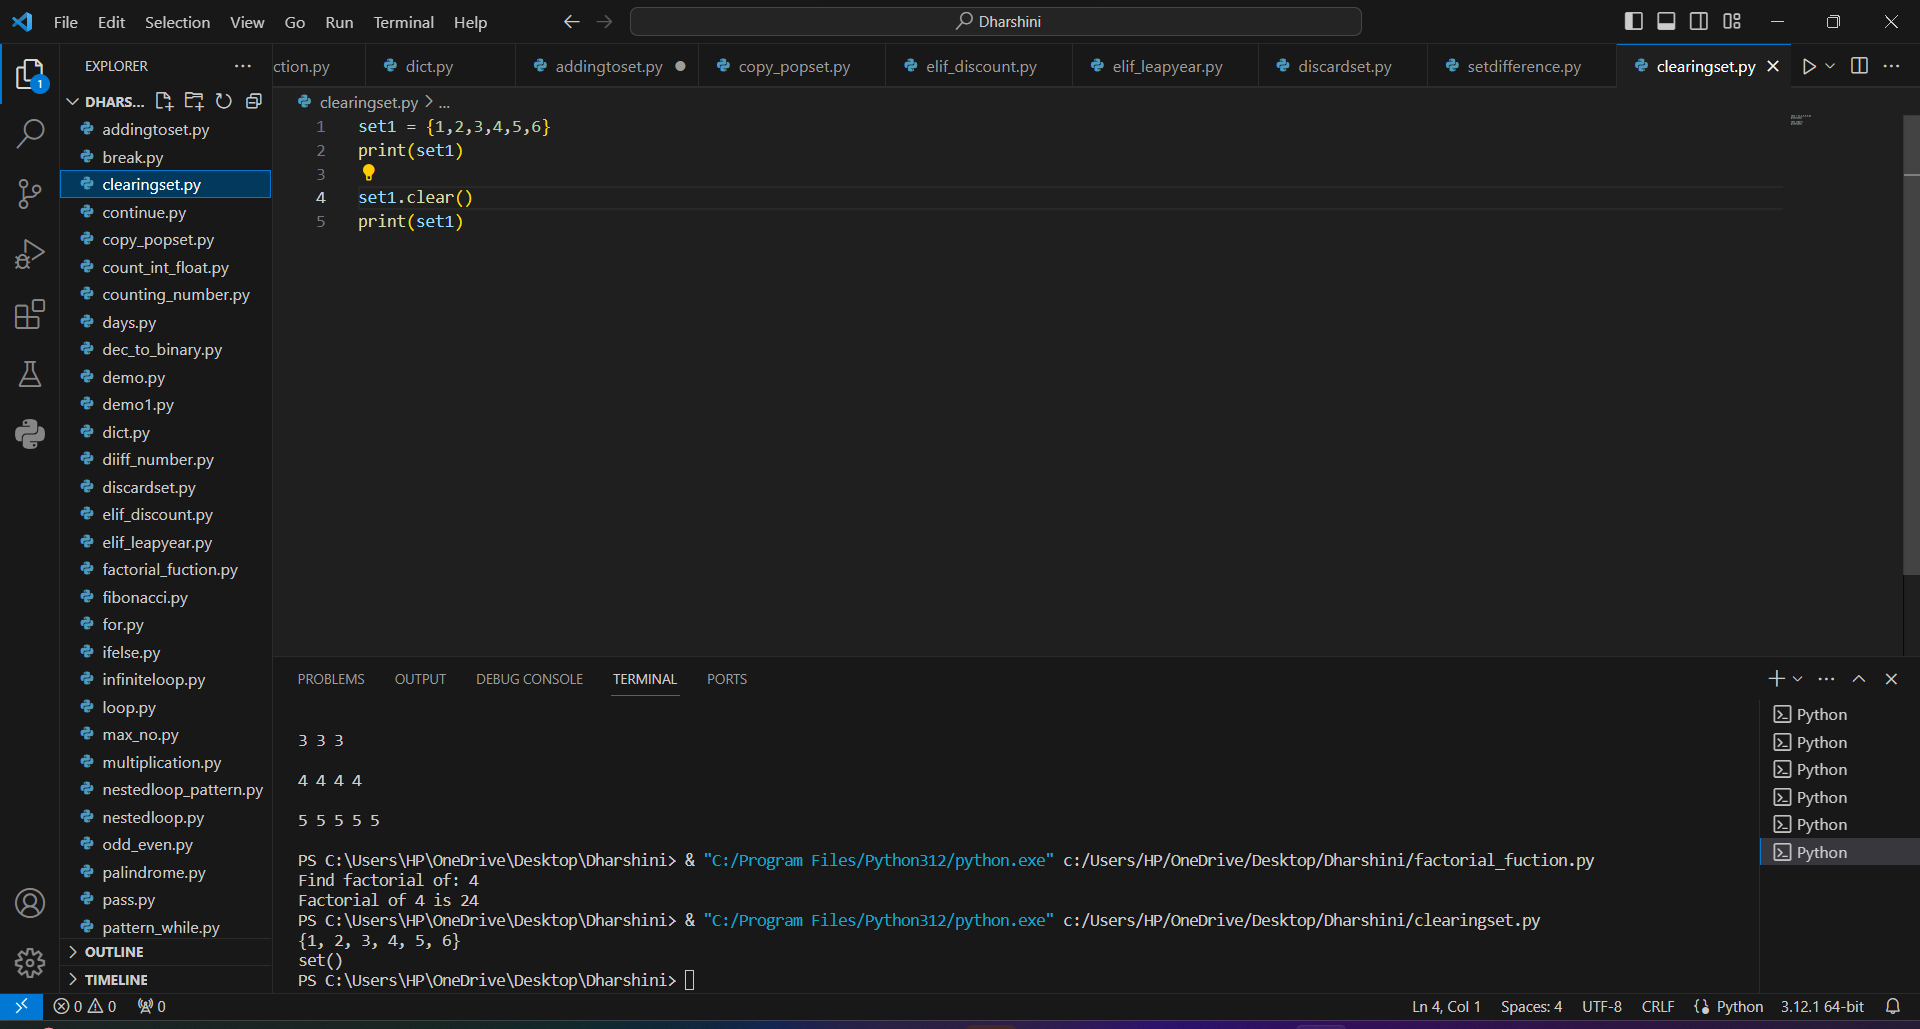 File Edit Selection View Go Run Terminal Help
Dharshini
EXPLORER
ction.py dict.py addingtoset.py copy_popset.py elif_discount.py elif_leapyear.py discardset.py setdifference.py clearingset.py
DHARS...
clearingset.py > ...
addingtoset.py
break.py
clearingset.py
continue.py
copy_popset.py
count_int_float.py
counting_number.py
days.py
dec_to_binary.py
demo.py
demo1.py
dict.py
diiff_number.py
discardset.py
elif_discount.py
elif_leapyear.py
factorial_fuction.py
fibonacci.py
for.py
ifelse.py
infiniteloop.py
loop.py
max_no.py
multiplication.py
nestedloop_pattern.py
nestedloop.py
odd_even.py
palindrome.py
pass.py
pattern_while.py
OUTLINE
TIMELINE
1
1 set1 = {1,2,3,4,5,6}
2 print(set1)
3
4 set1.clear()
5 print(set1)
PROBLEMS OUTPUT DEBUG CONSOLE TERMINAL PORTS
3 3 3
4 4 4 4
5 5 5 5 5
PS C:\Users\HP\OneDrive\Desktop\Dharshini> & "C:/Program Files/Python312/python.exe" c:/Users/HP/OneDrive/Desktop/Dharshini/factorial_fuction.py
Find factorial of: 4
Factorial of 4 is 24
PS C:\Users\HP\OneDrive\Desktop\Dharshini> & "C:/Program Files/Python312/python.exe" c:/Users/HP/OneDrive/Desktop/Dharshini/clearingset.py
{1, 2, 3, 4, 5, 6}
set()
PS C:\Users\HP\OneDrive\Desktop\Dharshini>
Python
Python
Python
Python
Python
Python
0 0 0
Ln 4, Col 1 Spaces: 4 UTF-8 CRLF Python 3.12.1 64-bit